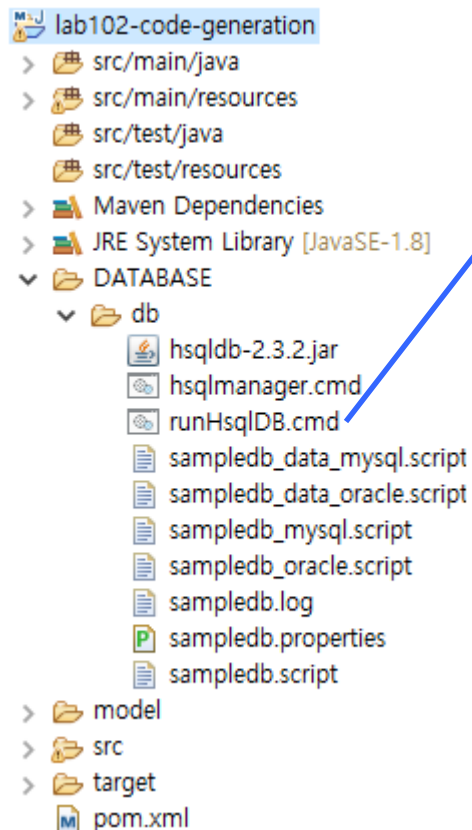 lab102-code-generation
src/main/java
src/main/resources
src/test/java
src/test/resources
Maven Dependencies
JRE System Library [JavaSE-1.8]
DATABASE
db
hsqldb-2.3.2.jar
hsqlmanager.cmd
runHsqlDB.cmd
sampledb_data_mysql.script
sampledb_data_oracle.script
sampledb_mysql.script
sampledb_oracle.script
sampledb.log
sampledb.properties
sampledb.script
model
src
target
pom.xml